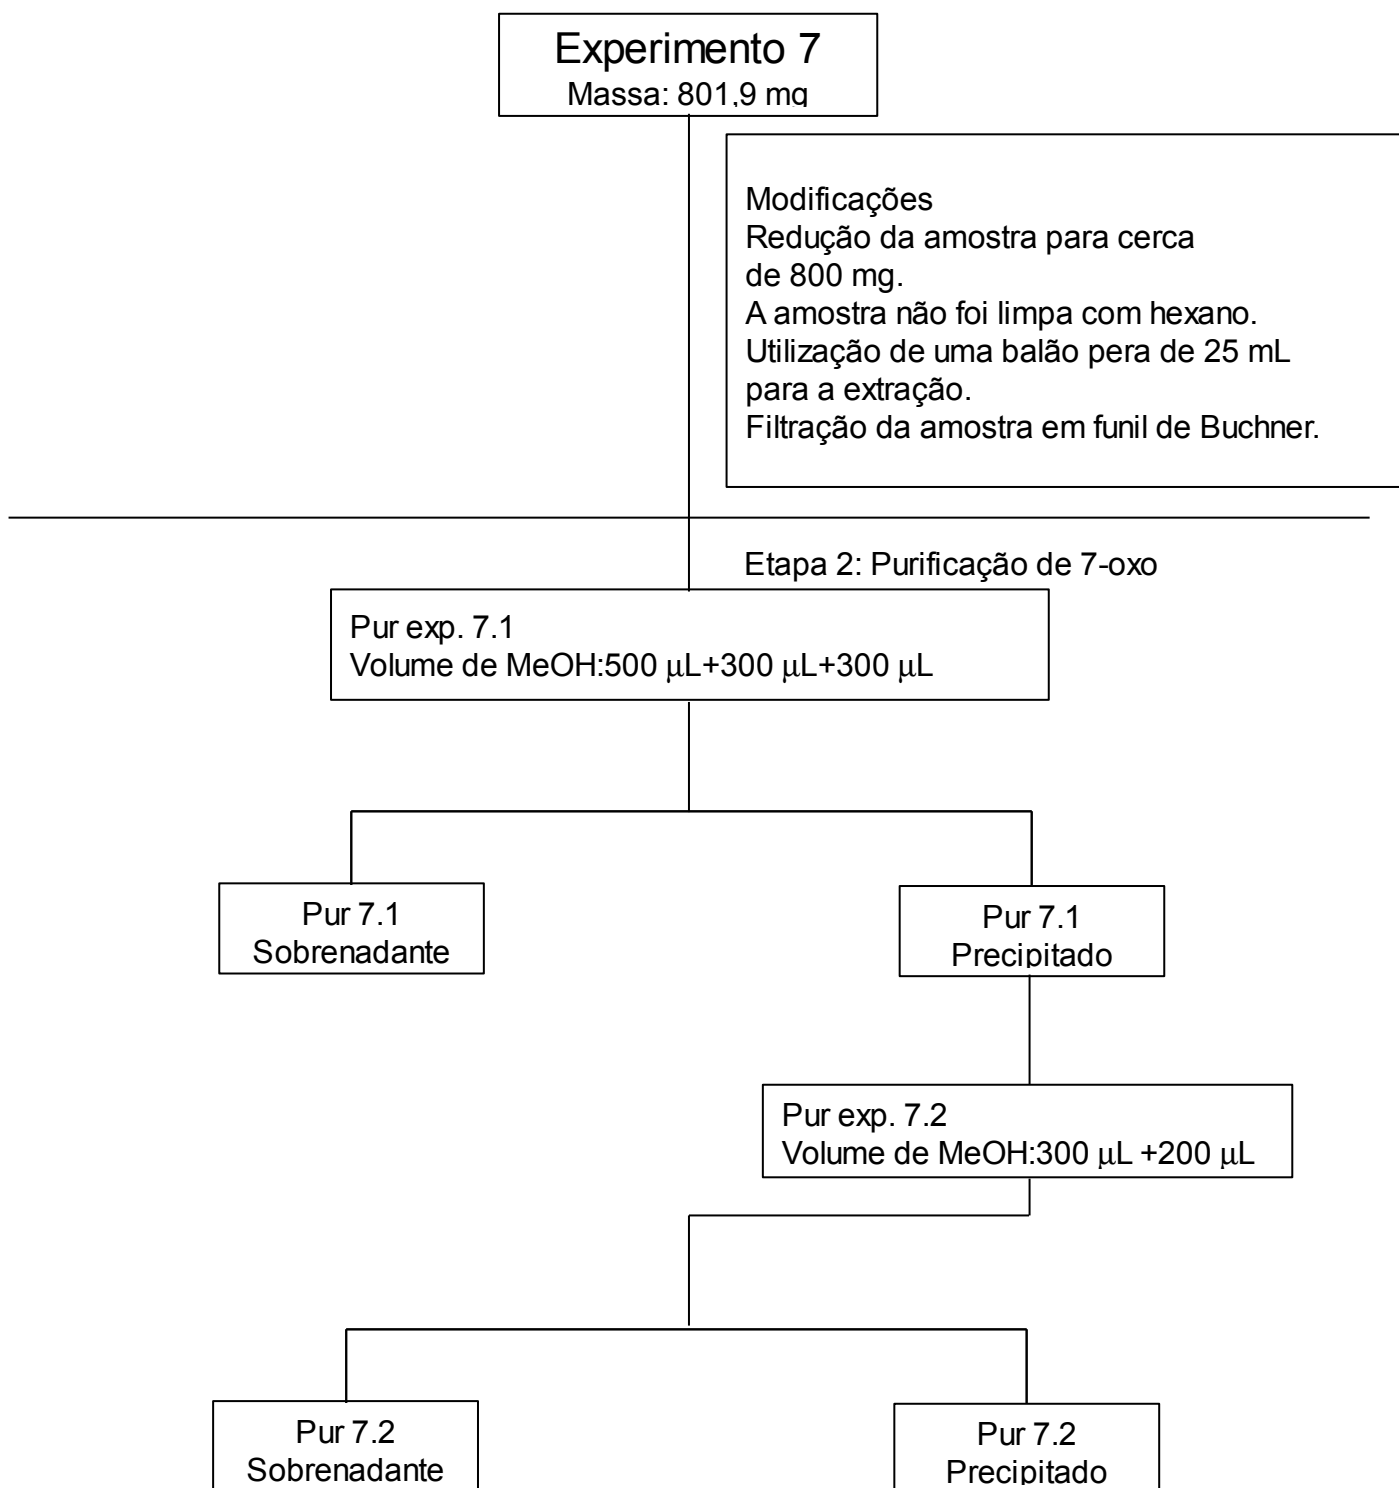 Experimento 7
Massa: 801,9 mg
Modificações
Redução da amostra para cerca
de 800 mg.
A amostra não foi limpa com hexano.
Utilização de uma balão pera de 25 mL
para a extração.
Filtração da amostra em funil de Buchner.
Etapa 2: Purificação de 7-oxo
Pur exp. 7.1
Volume de MeOH:500 μL+300 μL+300 μL
Pur 7.1
Sobrenadante
Pur 7.1
Precipitado
Pur exp. 7.2
Volume de MeOH:300 μL +200 μL
Pur 7.2
Sobrenadante
Pur 7.2
Precipitado